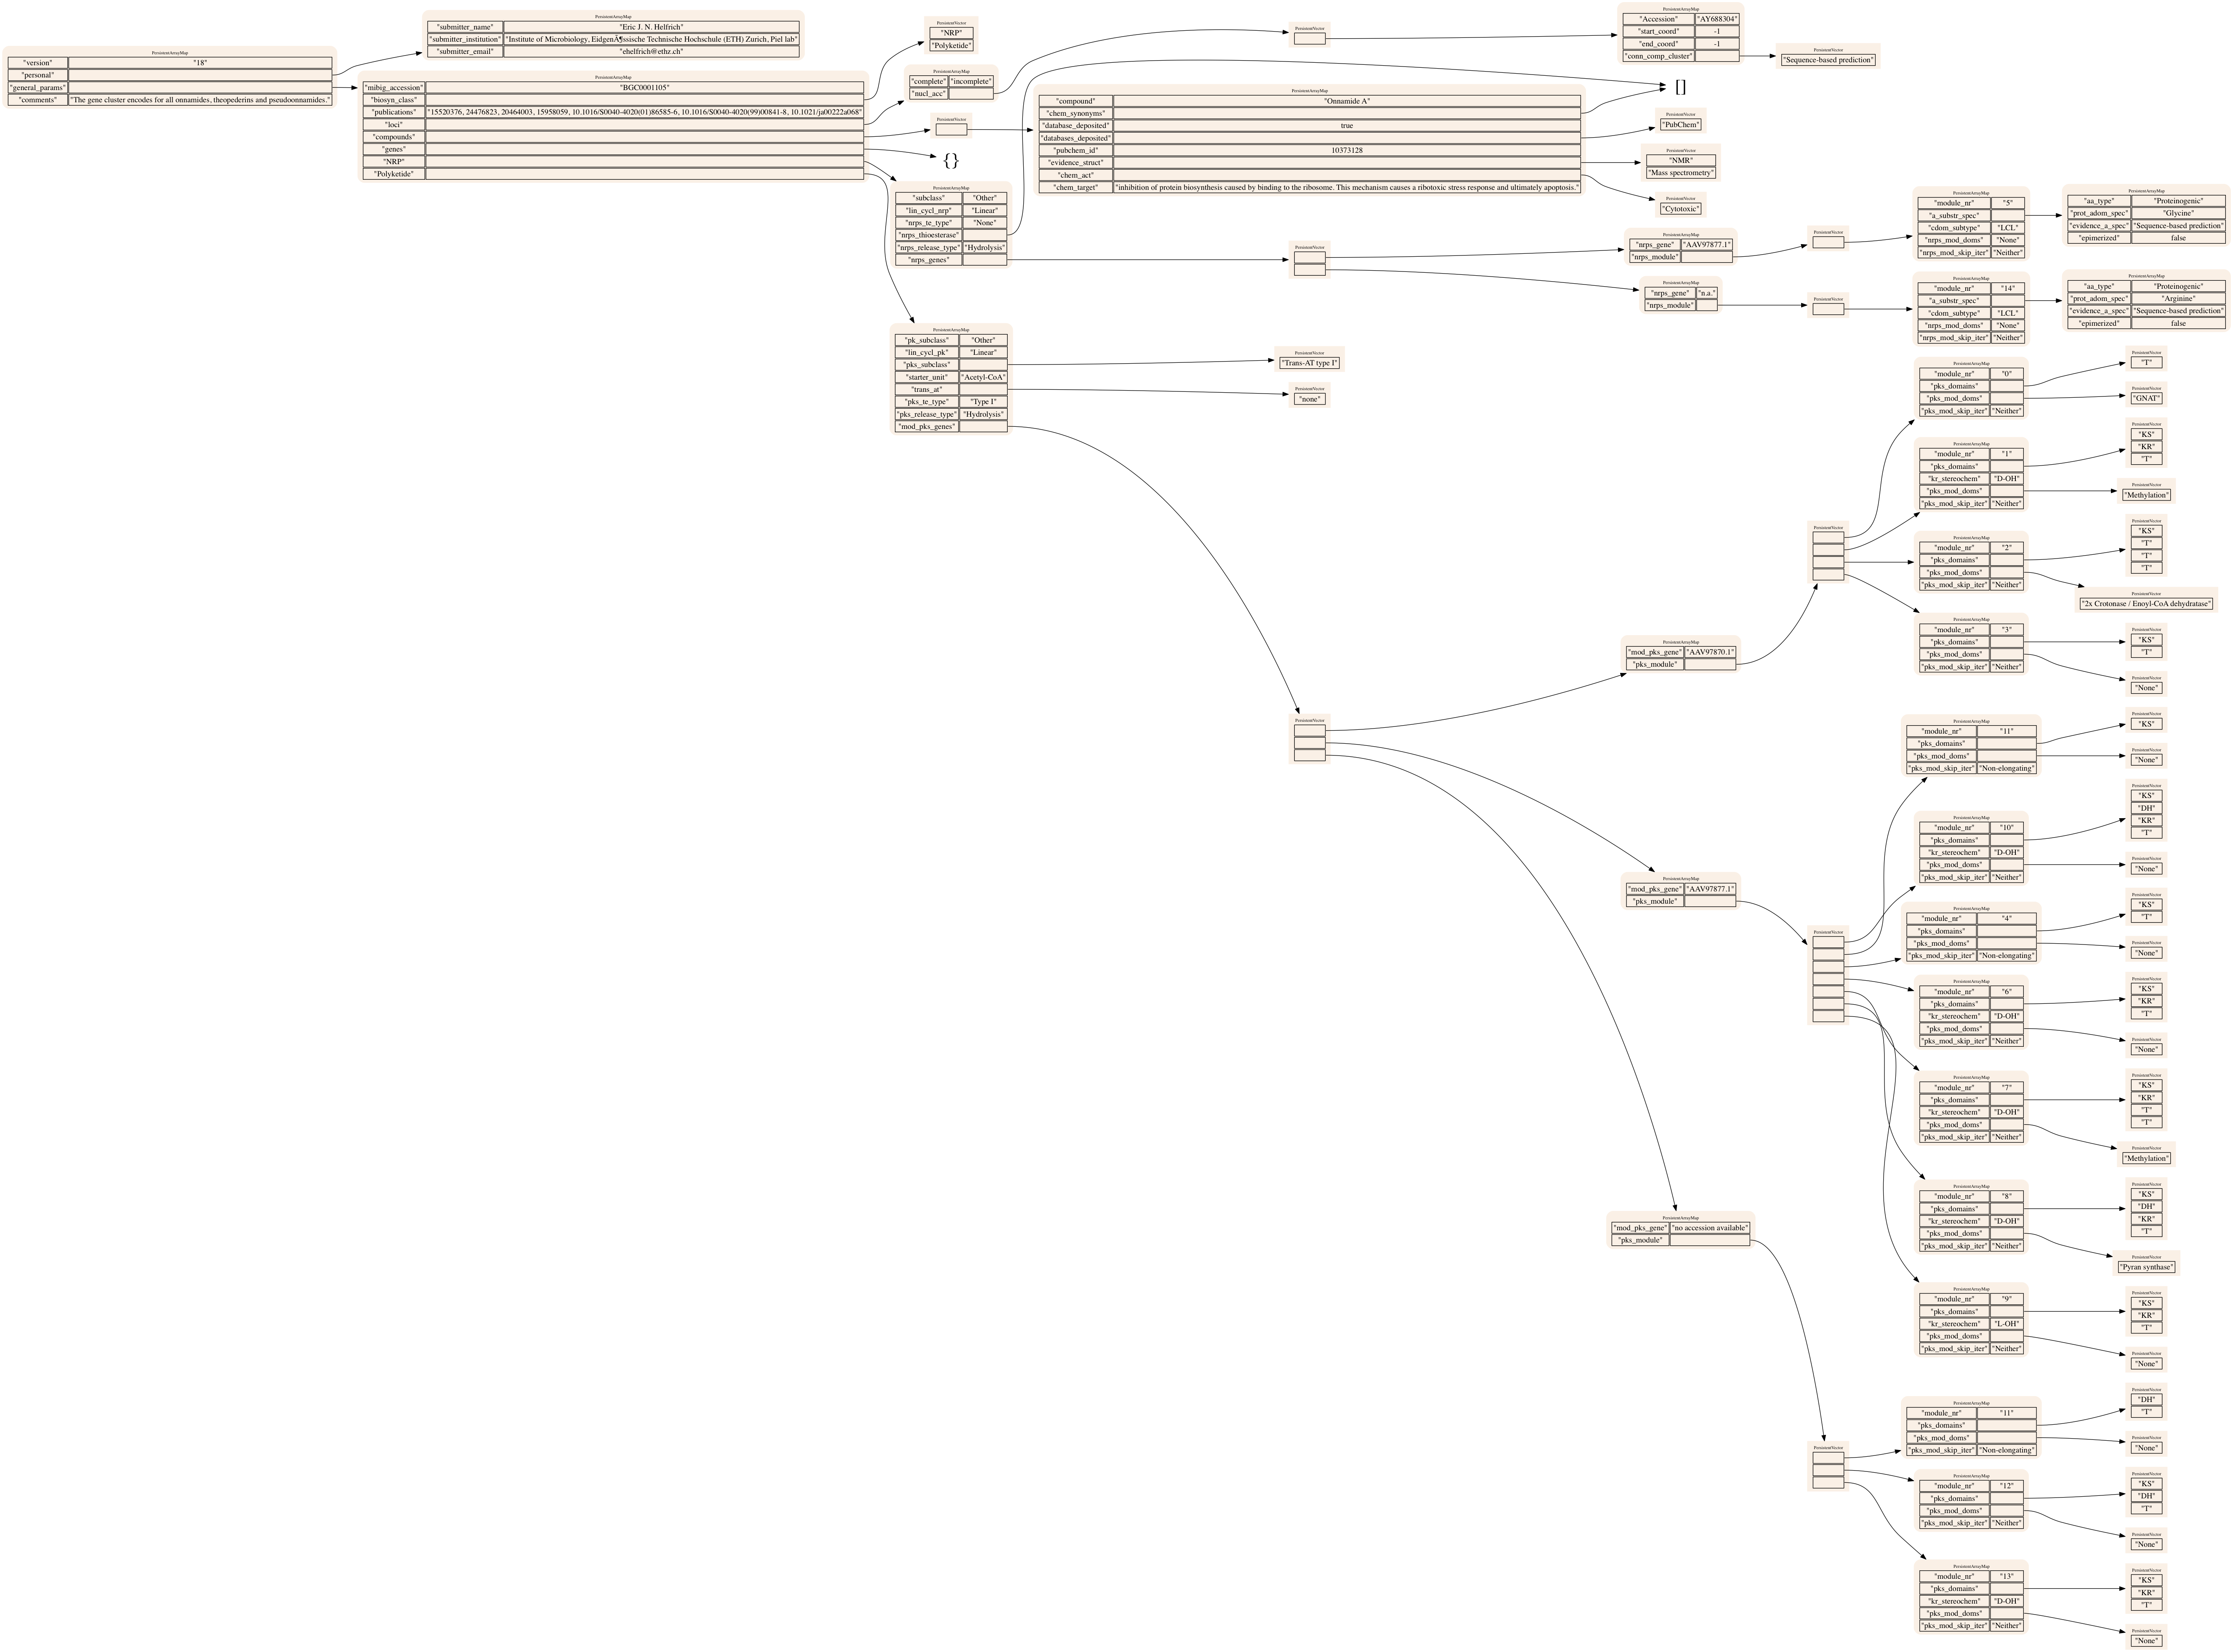 PersistentArrayMap
"version" "18"
"personal"
"general_params"
"comments" "The gene cluster encodes for all onnamides, theopederins and pseudoonnamides."
PersistentArrayMap
"submitter_name" "Eric J. N. Helfrich"
"submitter_institution" "Institute of Microbiology, EidgenÃ¶ssische Technische Hochschule (ETH) Zurich, Piel lab"
"submitter_email" "ehelfrich@ethz.ch"
PersistentArrayMap
"mibig_accession" "BGC0001105"
"biosyn_class"
"publications" "15520376, 24476823, 20464003, 15958059, 10.1016/S0040-4020(01)86585-6, 10.1016/S0040-4020(99)00841-8, 10.1021/ja00222a068"
"loci"
"compounds"
"genes"
"NRP"
"Polyketide"
PersistentVector
"NRP"
"Polyketide"
PersistentArrayMap
"complete" "incomplete"
"nucl_acc"
PersistentVector
{}
PersistentArrayMap
"subclass" "Other"
"lin_cycl_nrp" "Linear"
"nrps_te_type" "None"
"nrps_thioesterase"
"nrps_release_type" "Hydrolysis"
"nrps_genes"
PersistentArrayMap
"pk_subclass" "Other"
"lin_cycl_pk" "Linear"
"pks_subclass"
"starter_unit" "Acetyl-CoA"
"trans_at"
"pks_te_type" "Type I"
"pks_release_type" "Hydrolysis"
"mod_pks_genes"
PersistentVector
PersistentArrayMap
"compound" "Onnamide A"
"chem_synonyms"
"database_deposited" true
"databases_deposited"
"pubchem_id" 10373128
"evidence_struct"
"chem_act"
"chem_target" "inhibition of protein biosynthesis caused by binding to the ribosome. This mechanism causes a ribotoxic stress response and ultimately apoptosis."
PersistentVector
PersistentVector
"Trans-AT type I"
PersistentVector
"none"
PersistentVector
PersistentArrayMap
"Accession" "AY688304"
"start_coord" -1
"end_coord" -1
"conn_comp_cluster"
PersistentVector
"Sequence-based prediction"
[]
PersistentVector
"PubChem"
PersistentVector
"NMR"
"Mass spectrometry"
PersistentVector
"Cytotoxic"
PersistentArrayMap
"nrps_gene" "AAV97877.1"
"nrps_module"
PersistentVector
PersistentArrayMap
"module_nr" "5"
"a_substr_spec"
"cdom_subtype" "LCL"
"nrps_mod_doms" "None"
"nrps_mod_skip_iter" "Neither"
PersistentArrayMap
"aa_type" "Proteinogenic"
"prot_adom_spec" "Glycine"
"evidence_a_spec" "Sequence-based prediction"
"epimerized" false
PersistentArrayMap
"nrps_gene" "n.a."
"nrps_module"
PersistentVector
PersistentArrayMap
"module_nr" "14"
"a_substr_spec"
"cdom_subtype" "LCL"
"nrps_mod_doms" "None"
"nrps_mod_skip_iter" "Neither"
PersistentArrayMap
"aa_type" "Proteinogenic"
"prot_adom_spec" "Arginine"
"evidence_a_spec" "Sequence-based prediction"
"epimerized" false
PersistentArrayMap
"mod_pks_gene" "AAV97870.1"
"pks_module"
PersistentVector
PersistentArrayMap
"module_nr" "0"
"pks_domains"
"pks_mod_doms"
"pks_mod_skip_iter" "Neither"
PersistentVector
"T"
PersistentVector
"GNAT"
PersistentArrayMap
"module_nr" "1"
"pks_domains"
"kr_stereochem" "D-OH"
"pks_mod_doms"
"pks_mod_skip_iter" "Neither"
PersistentVector
"KS"
"KR"
"T"
PersistentVector
"Methylation"
PersistentArrayMap
"module_nr" "2"
"pks_domains"
"pks_mod_doms"
"pks_mod_skip_iter" "Neither"
PersistentVector
"KS"
"T"
"T"
"T"
PersistentVector
"2x Crotonase / Enoyl-CoA dehydratase"
PersistentArrayMap
"module_nr" "3"
"pks_domains"
"pks_mod_doms"
"pks_mod_skip_iter" "Neither"
PersistentVector
"KS"
"T"
PersistentVector
"None"
PersistentArrayMap
"mod_pks_gene" "AAV97877.1"
"pks_module"
PersistentVector
PersistentArrayMap
"module_nr" "11"
"pks_domains"
"pks_mod_doms"
"pks_mod_skip_iter" "Non-elongating"
PersistentVector
"KS"
PersistentVector
"None"
PersistentArrayMap
"module_nr" "10"
"pks_domains"
"kr_stereochem" "D-OH"
"pks_mod_doms"
"pks_mod_skip_iter" "Neither"
PersistentVector
"KS"
"DH"
"KR"
"T"
PersistentVector
"None"
PersistentArrayMap
"module_nr" "4"
"pks_domains"
"pks_mod_doms"
"pks_mod_skip_iter" "Non-elongating"
PersistentVector
"KS"
"T"
PersistentVector
"None"
PersistentArrayMap
"module_nr" "6"
"pks_domains"
"kr_stereochem" "D-OH"
"pks_mod_doms"
"pks_mod_skip_iter" "Neither"
PersistentVector
"KS"
"KR"
"T"
PersistentVector
"None"
PersistentArrayMap
"module_nr" "7"
"pks_domains"
"kr_stereochem" "D-OH"
"pks_mod_doms"
"pks_mod_skip_iter" "Neither"
PersistentVector
"KS"
"KR"
"T"
"T"
PersistentVector
"Methylation"
PersistentArrayMap
"module_nr" "8"
"pks_domains"
"kr_stereochem" "D-OH"
"pks_mod_doms"
"pks_mod_skip_iter" "Neither"
PersistentVector
"KS"
"DH"
"KR"
"T"
PersistentVector
"Pyran synthase"
PersistentArrayMap
"module_nr" "9"
"pks_domains"
"kr_stereochem" "L-OH"
"pks_mod_doms"
"pks_mod_skip_iter" "Neither"
PersistentVector
"KS"
"KR"
"T"
PersistentVector
"None"
PersistentArrayMap
"mod_pks_gene" "no accession available"
"pks_module"
PersistentVector
PersistentArrayMap
"module_nr" "11"
"pks_domains"
"pks_mod_doms"
"pks_mod_skip_iter" "Non-elongating"
PersistentVector
"DH"
"T"
PersistentVector
"None"
PersistentArrayMap
"module_nr" "12"
"pks_domains"
"pks_mod_doms"
"pks_mod_skip_iter" "Neither"
PersistentVector
"KS"
"DH"
"T"
PersistentVector
"None"
PersistentArrayMap
"module_nr" "13"
"pks_domains"
"kr_stereochem" "D-OH"
"pks_mod_doms"
"pks_mod_skip_iter" "Neither"
PersistentVector
"KS"
"KR"
"T"
PersistentVector
"None"